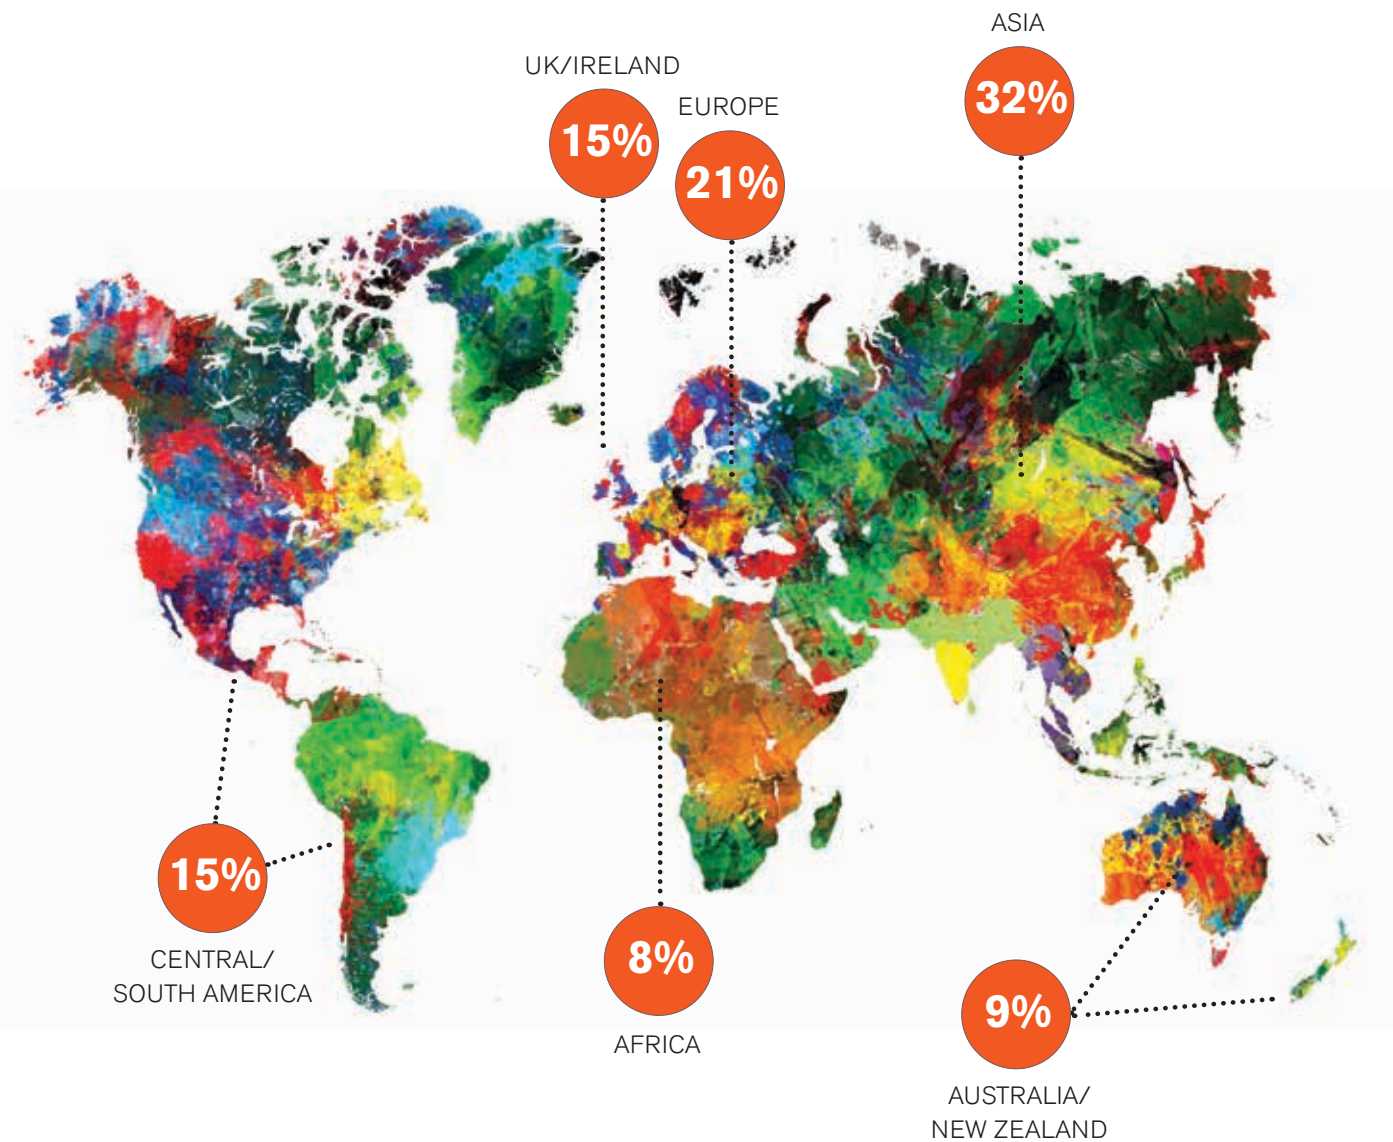 ASIA
32%
UK/IRELAND
15%
EUROPE
21%
15%
CENTRAL/
SOUTH AMERICA
8%
AFRICA
9%
AUSTRALIA/
NEW ZEALAND